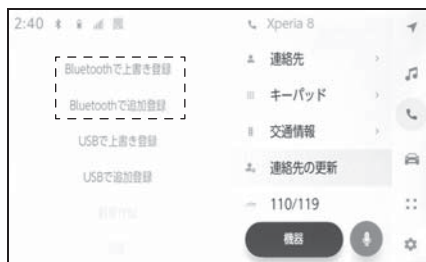 2:40
Bluetoothで上書き登録
Bluetoothで追加登録
USBで上書き登録
USBで追加登録
Xperia 8
連絡先
キーパッド
交通情報
連絡先の更新
110/119
機器